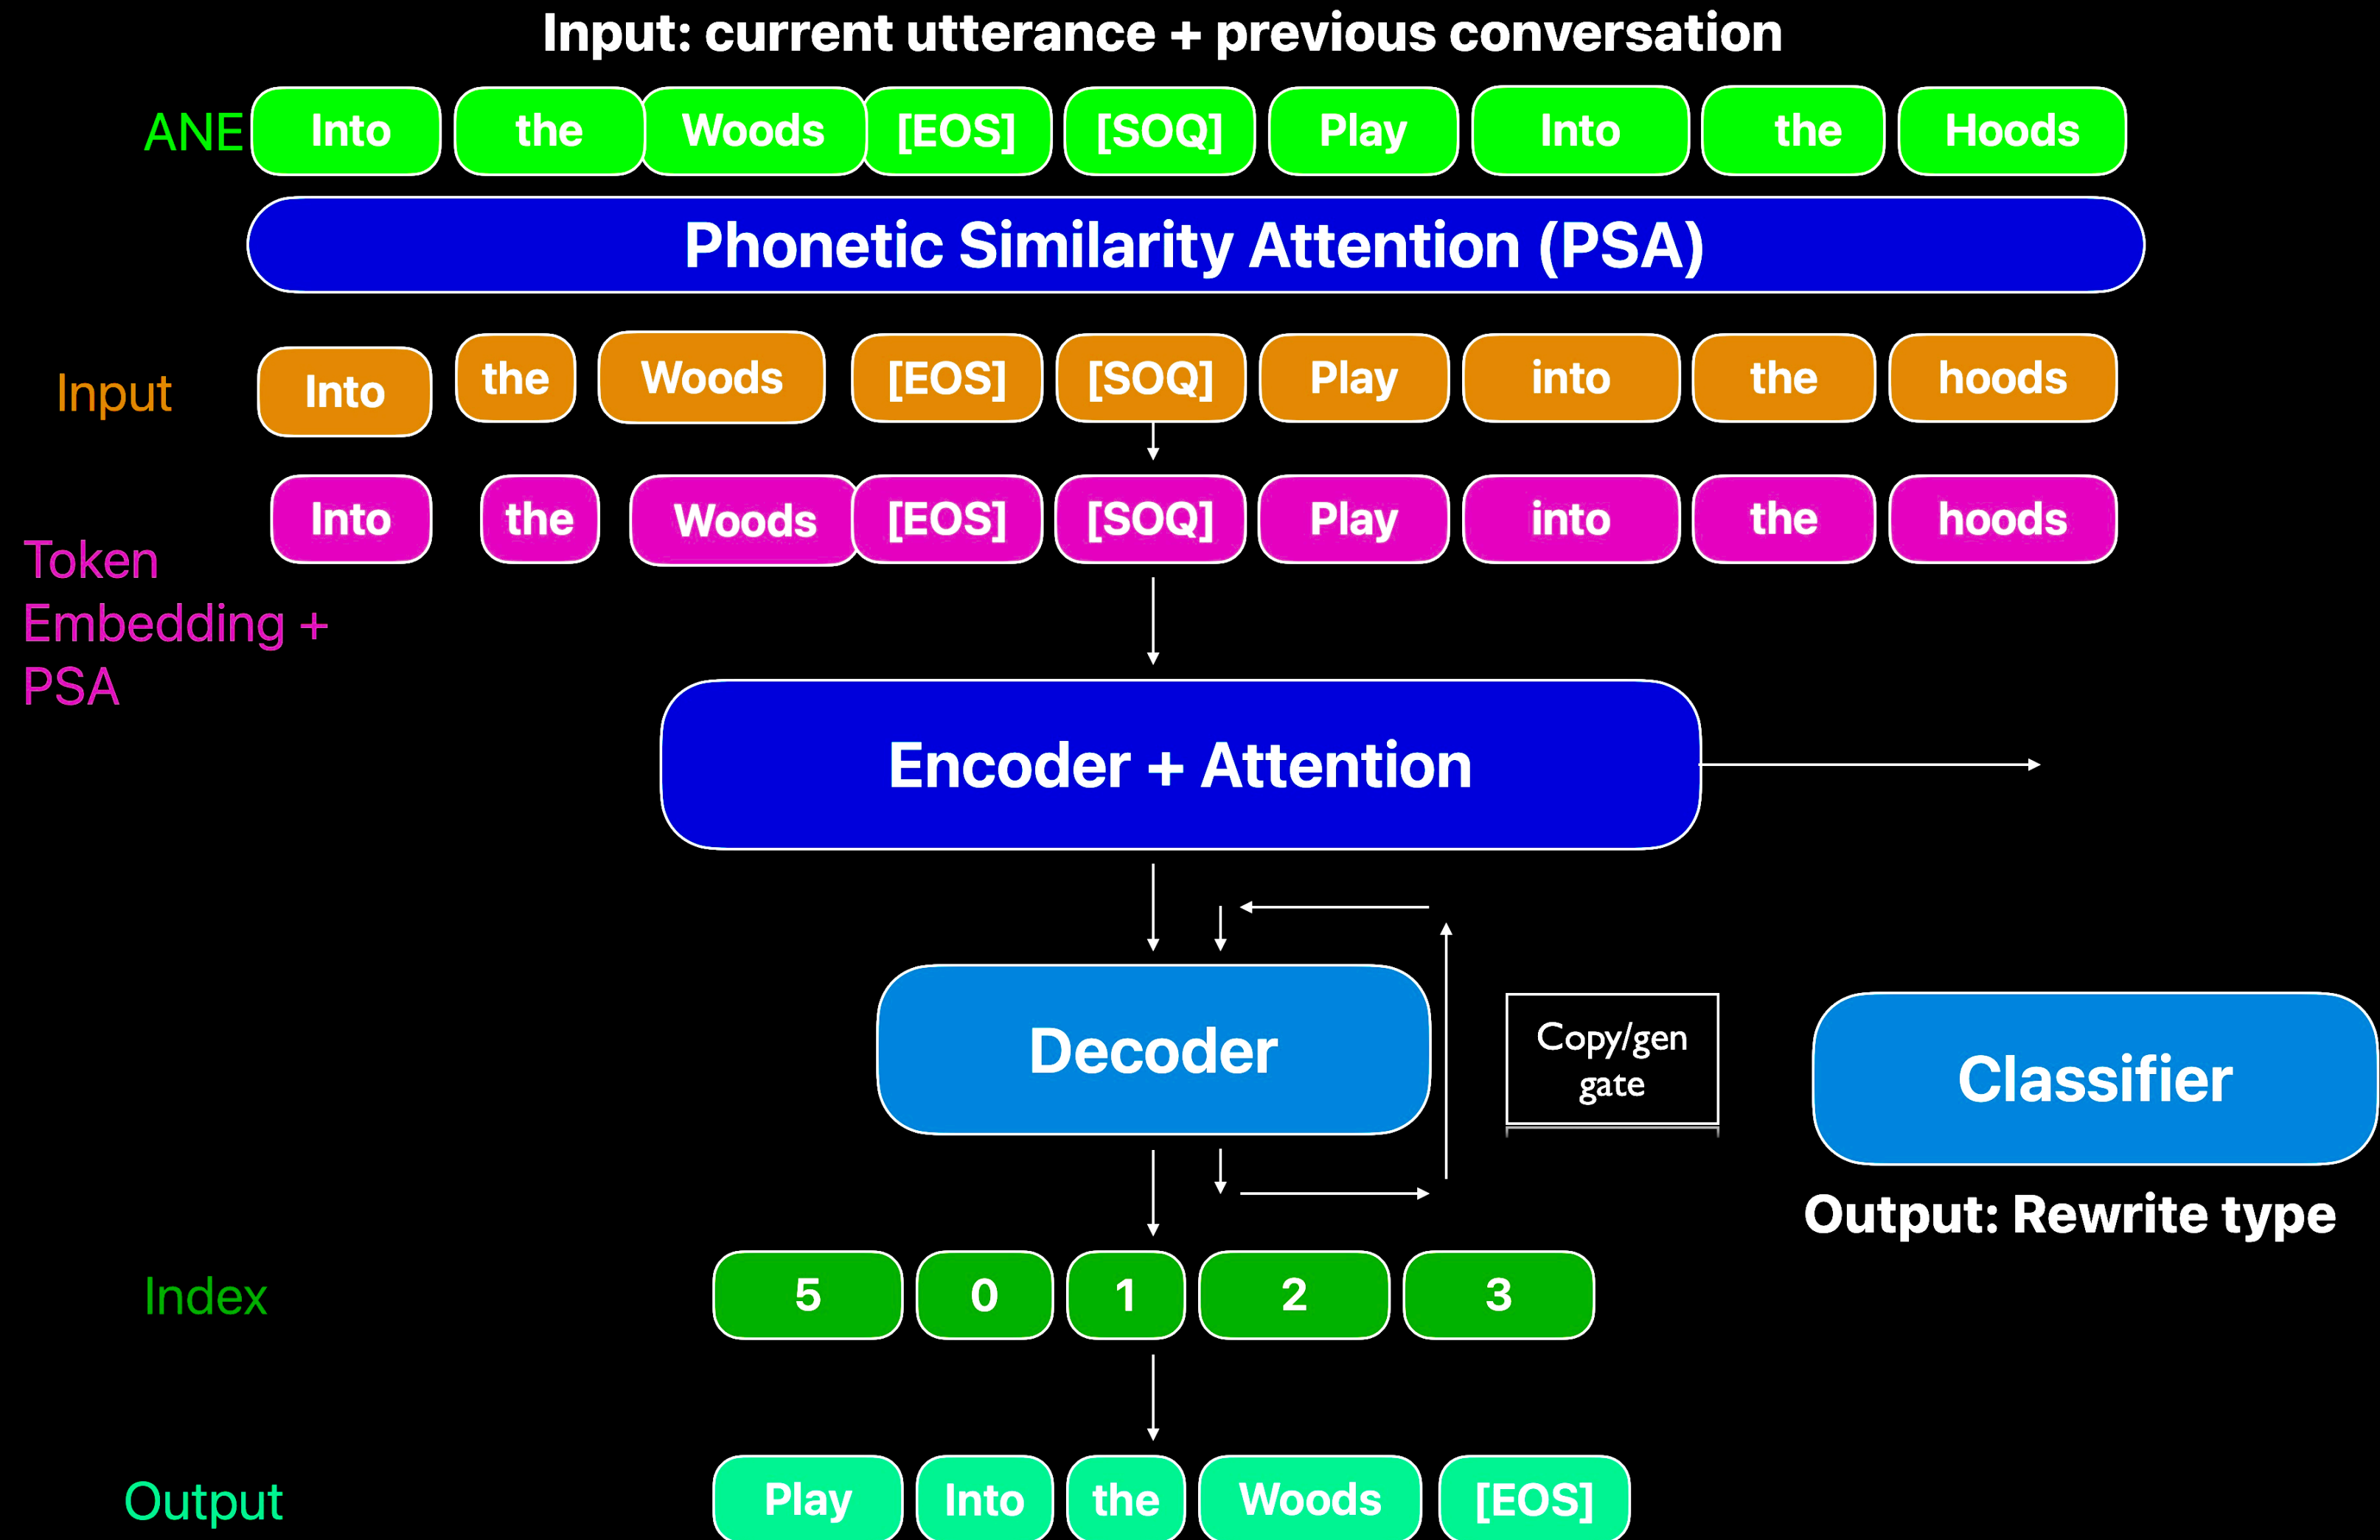 Input: current utterance + previous conversation
ANE Into the Woods [EOS] [SOQ] Play Into the Hoods
Phonetic Similarity Attention (PSA)
Input Into the Woods [EOS] [SOQ] Play into the hoods
Into the Woods [EOS] [SOQ] Play into the hoods
Token
Embedding +
PSA
Encoder + Attention
Decoder
Copy/gen
gate
Classifier
Output: Rewrite type
Index 5 0 1 2 3
Output Play Into the Woods [EOS]